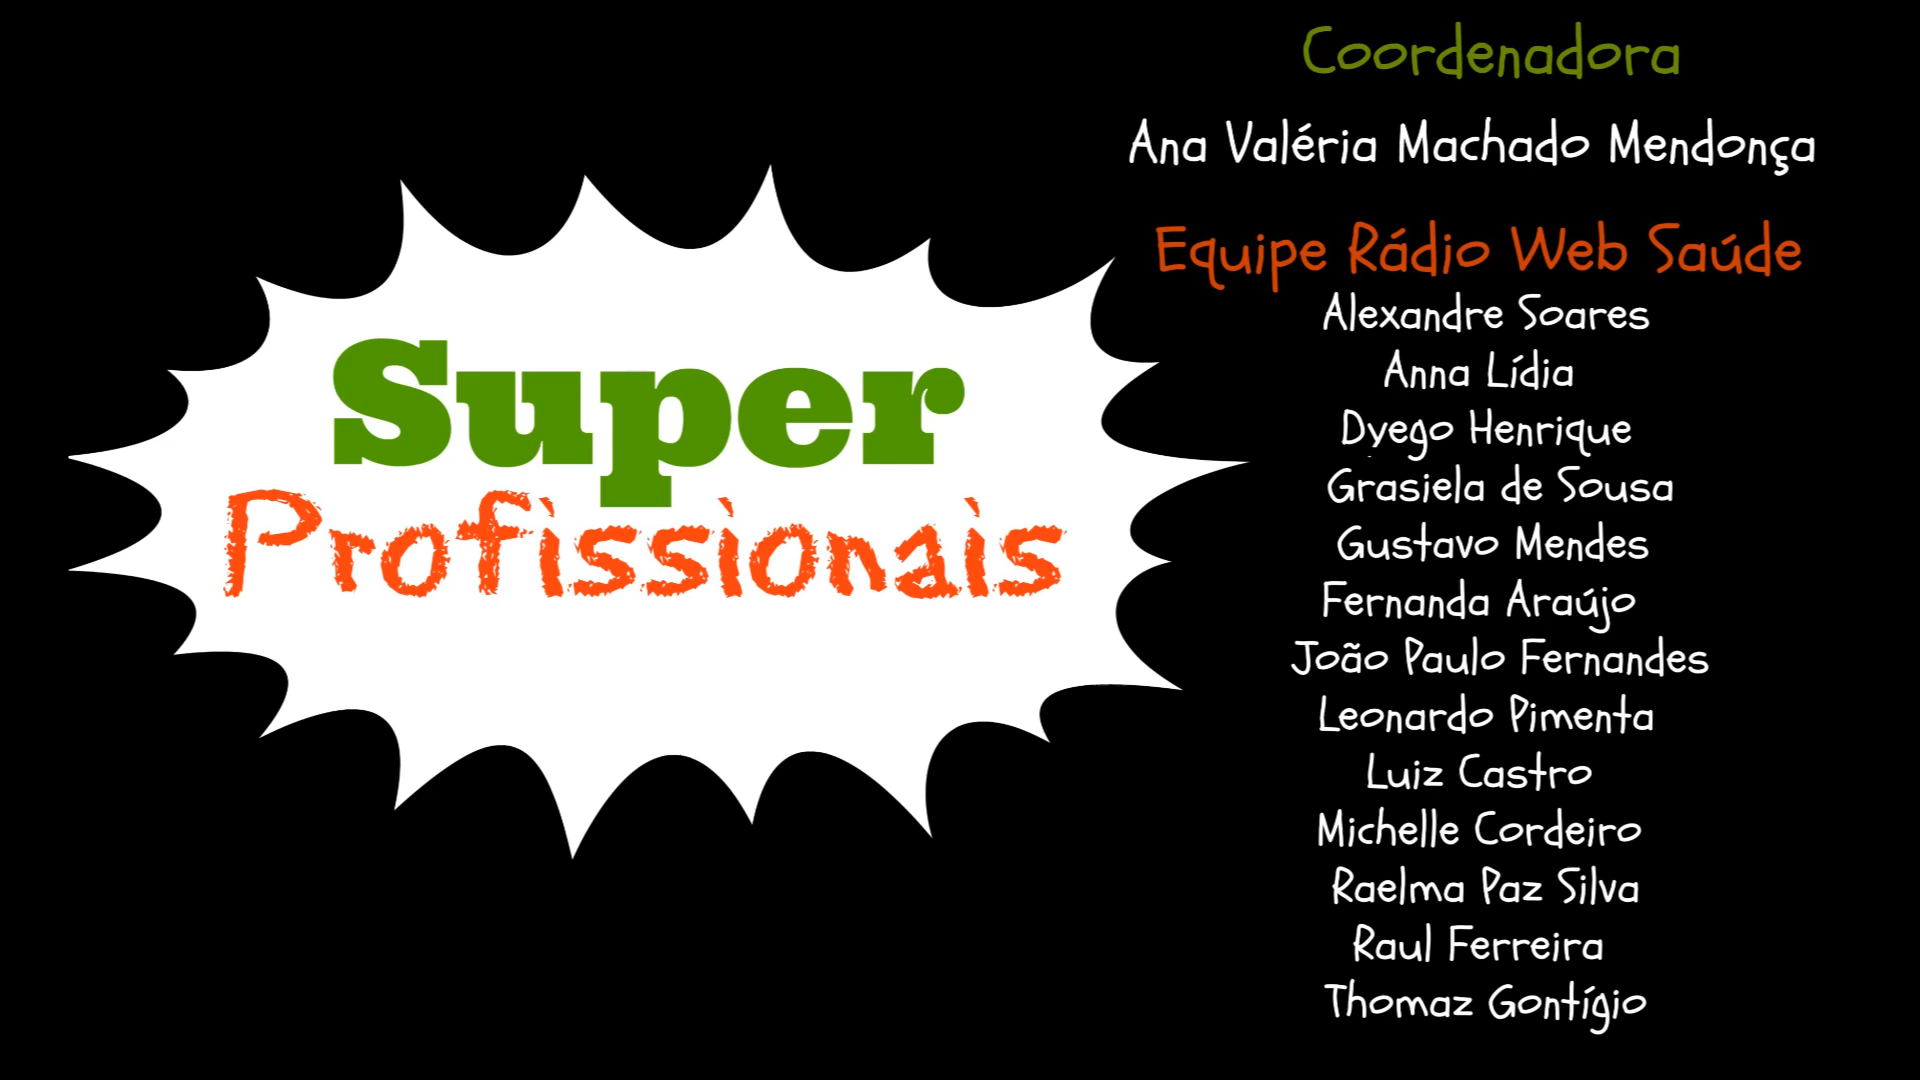 Super
Profissionais
Coordenadora
Ana Valéria Machado Mendonça
Equipe Rádio Web Saúde
Alexandre Soares
Anna Lídia
Dyego Henrique
Grasiela de Sousa
Gustavo Mendes
Fernanda Araújo
João Paulo Fernandes
Leonardo Pimenta
Luiz Castro
Michelle Cordeiro
Raelma Paz Silva
Raul Ferreira
Thomaz Gontígio